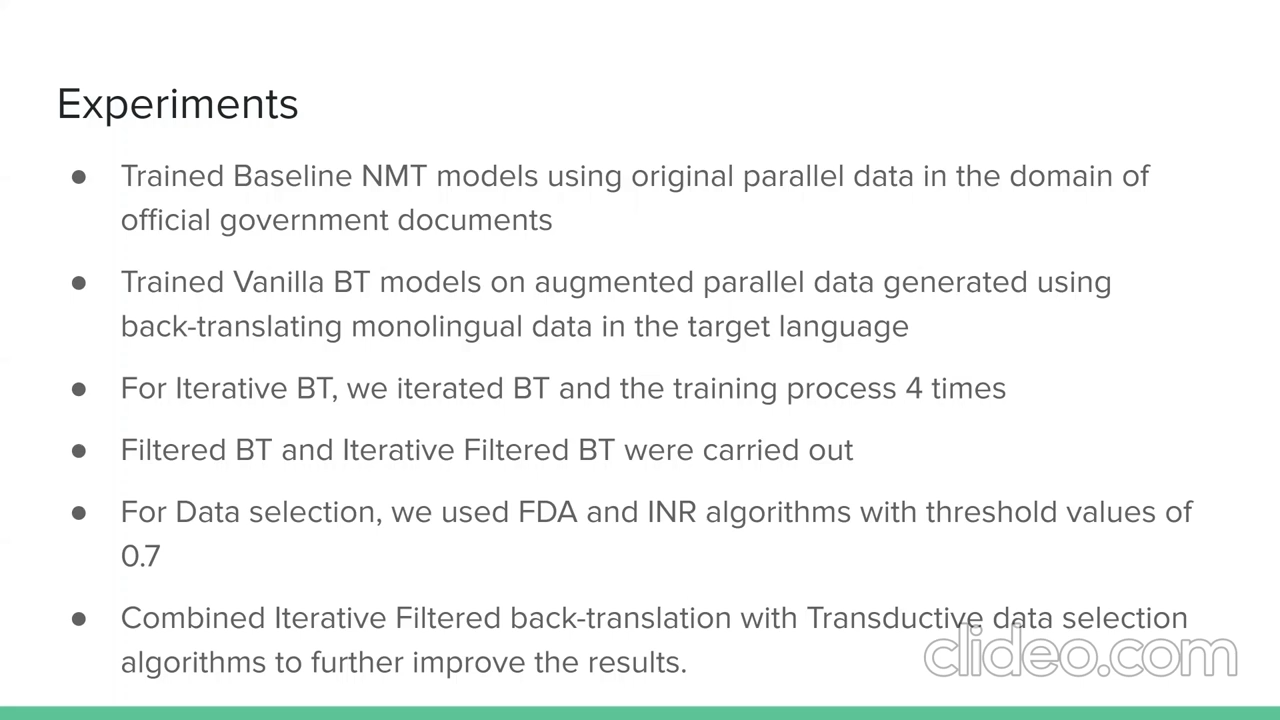 Experiments
● Trained Baseline NMT models using original parallel data in the domain of
official government documents
● Trained Vanilla BT models on augmented parallel data generated using
back-translating monolingual data in the target language
● For Iterative BT, we iterated BT and the training process 4 times
● Filtered BT and Iterative Filtered BT were carried out
● For Data selection, we used FDA and INR algorithms with threshold values of
0.7
● Combined Iterative Filtered back-translation with Transductive data selection
algorithms to further improve the results.
clideo.com